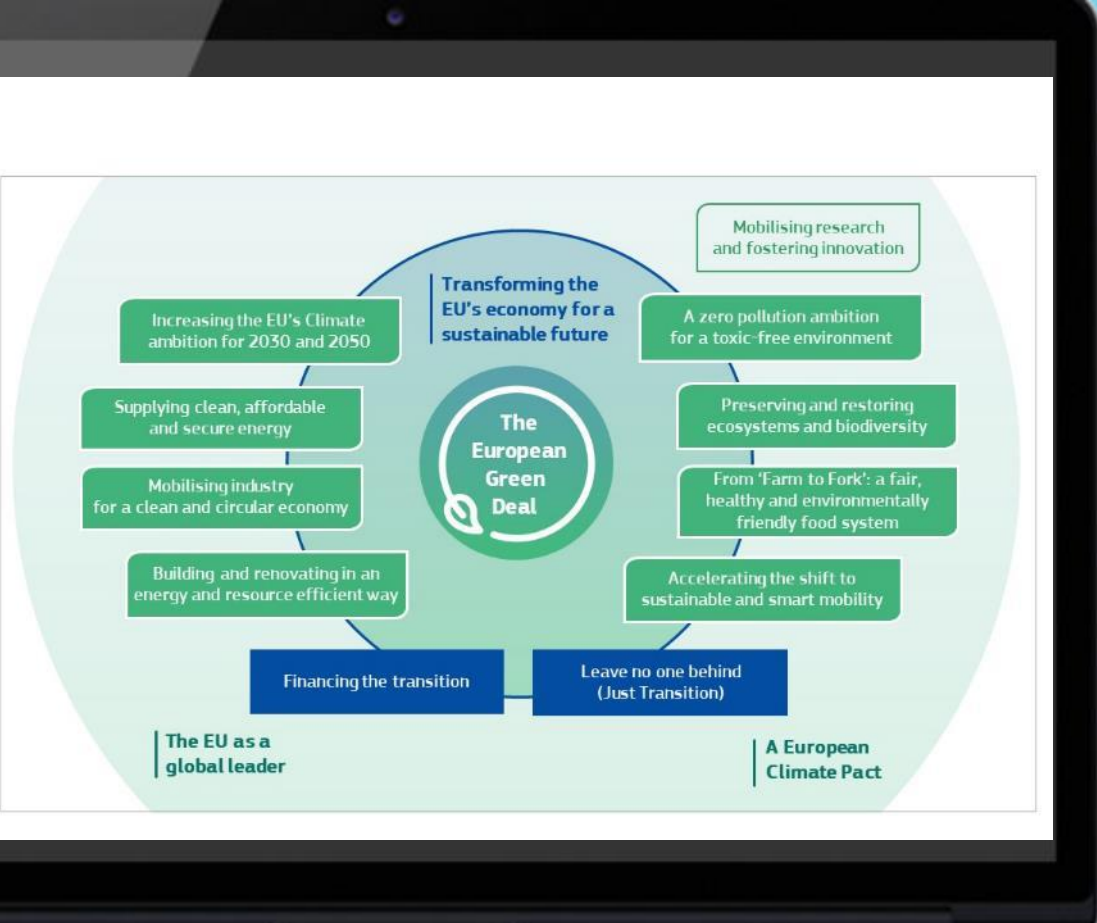 Mobilising research
and fostering innovation
Transforming the
EU's economy for a
sustainable future
Increasing the EU's Climate
ambition for 2030 and 2050
A zero pollution ambition
for a toxic-free environment
Supplying clean, affordable
and secure energy
The
European
Green
Deal
Preserving and restoring
ecosystems and biodiversity
Mobilising industry
for a clean and circular economy
From ‘Farm to Fork’: a fair,
healthy and environmentally
friendly food system
Building and renovating in an
energy and resource efficient way
Accelerating the shift to
sustainable and smart mobility
Financing the transition
Leave no one behind
(Just Transition)
The EU as a
global leader
A European
Climate Pact